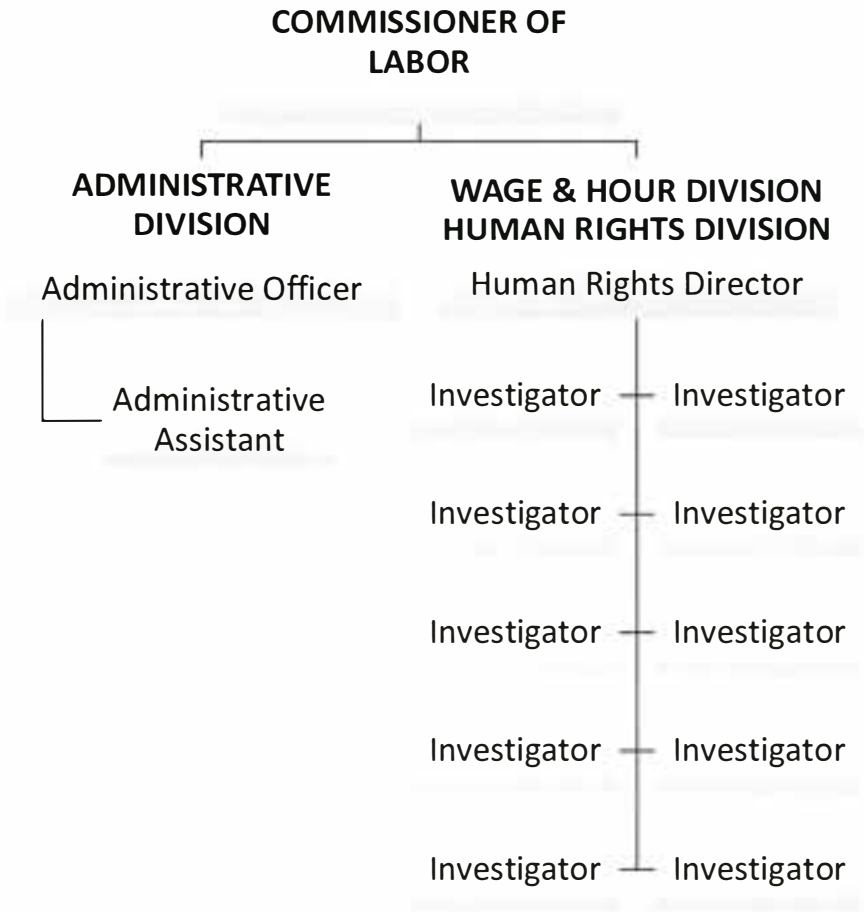 COMMISSIONER OF
LABOR
ADMINISTRATIVE
DIVISION
Administrative Officer
Administrative
Assistant
WAGE & HOUR DIVISION
HUMAN RIGHTS DIVISION
Human Rights Director
Investigator Investigator
Investigator Investigator
Investigator Investigator
Investigator Investigator
Investigator Investigator